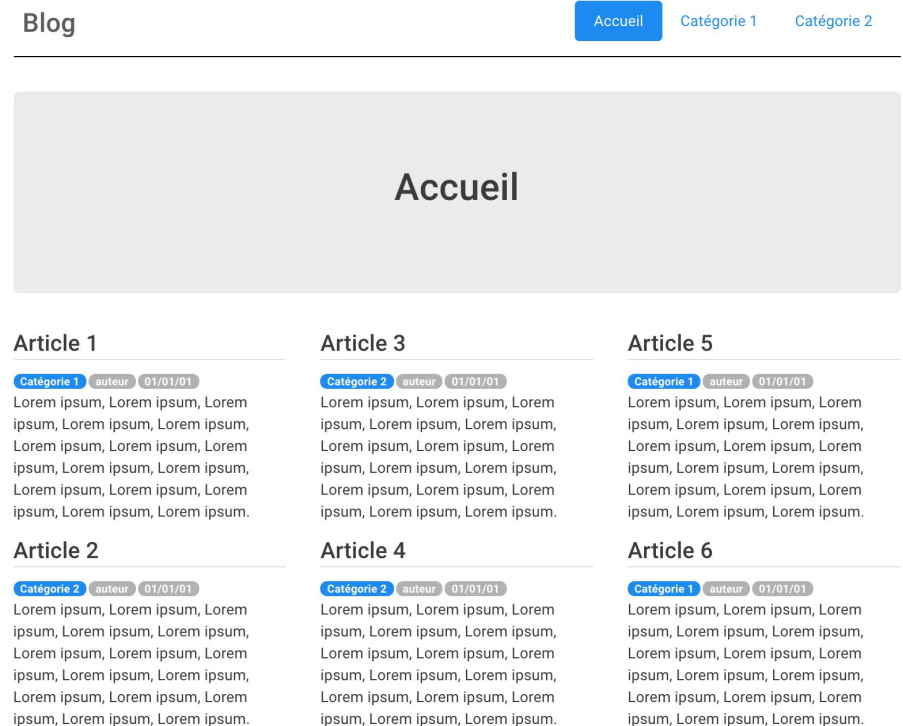 Blog
Accueil
Catégorie 1
Catégorie 2
Accueil
Article 1
Catégorie 1 auteur 01/01/01
Lorem ipsum, Lorem ipsum, Lorem
ipsum, Lorem ipsum, Lorem ipsum,
Lorem ipsum, Lorem ipsum, Lorem
ipsum, Lorem ipsum, Lorem ipsum,
Lorem ipsum, Lorem ipsum, Lorem
ipsum, Lorem ipsum, Lorem ipsum.
Article 2
Catégorie 2 auteur 01/01/01
Lorem ipsum, Lorem ipsum, Lorem
ipsum, Lorem ipsum, Lorem ipsum,
Lorem ipsum, Lorem ipsum, Lorem
ipsum, Lorem ipsum, Lorem ipsum,
Lorem ipsum, Lorem ipsum, Lorem
ipsum, Lorem ipsum, Lorem ipsum.
Article 3
Catégorie 2 auteur 01/01/01
Lorem ipsum, Lorem ipsum, Lorem
ipsum, Lorem ipsum, Lorem ipsum,
Lorem ipsum, Lorem ipsum, Lorem
ipsum, Lorem ipsum, Lorem ipsum,
Lorem ipsum, Lorem ipsum, Lorem
ipsum, Lorem ipsum, Lorem ipsum.
Article 4
Catégorie 2 auteur 01/01/01
Lorem ipsum, Lorem ipsum, Lorem
ipsum, Lorem ipsum, Lorem ipsum,
Lorem ipsum, Lorem ipsum, Lorem
ipsum, Lorem ipsum, Lorem ipsum,
Lorem ipsum, Lorem ipsum, Lorem
ipsum, Lorem ipsum, Lorem ipsum.
Article 5
Catégorie 1 auteur 01/01/01
Lorem ipsum, Lorem ipsum, Lorem
ipsum, Lorem ipsum, Lorem ipsum,
Lorem ipsum, Lorem ipsum, Lorem
ipsum, Lorem ipsum, Lorem ipsum,
Lorem ipsum, Lorem ipsum, Lorem
ipsum, Lorem ipsum, Lorem ipsum.
Article 6
Catégorie 1 auteur 01/01/01
Lorem ipsum, Lorem ipsum, Lorem
ipsum, Lorem ipsum, Lorem ipsum,
Lorem ipsum, Lorem ipsum, Lorem
ipsum, Lorem ipsum, Lorem ipsum,
Lorem ipsum, Lorem ipsum, Lorem
ipsum, Lorem ipsum, Lorem ipsum.